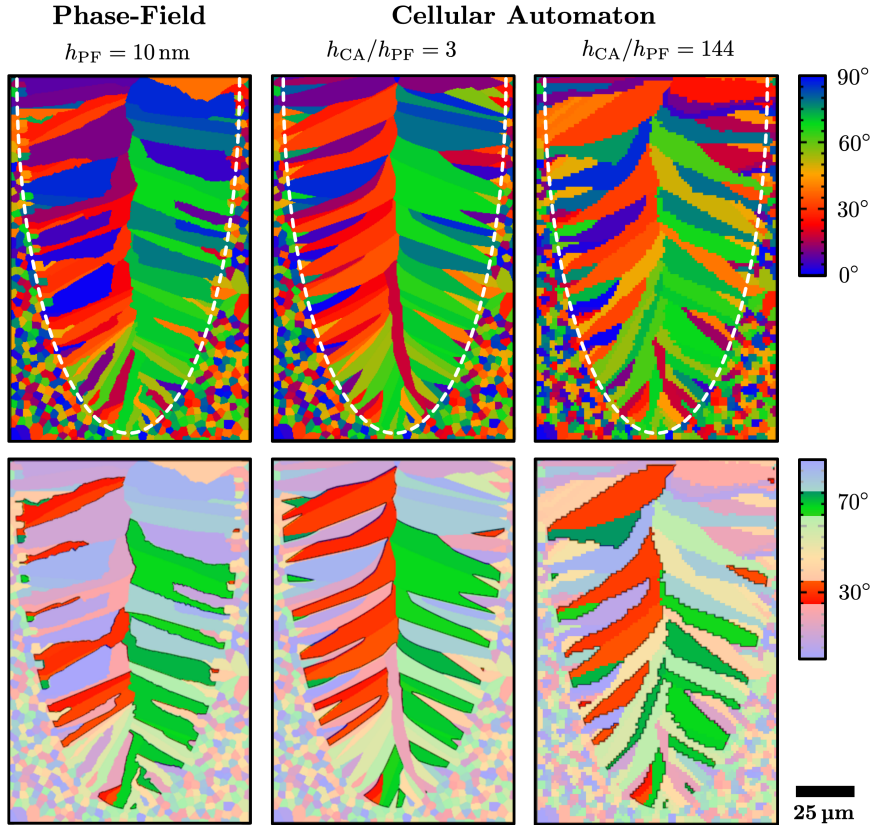 Phase-Field
Cellular Automaton
h_PF = 10 nm
h_CA/h_PF = 3
h_CA/h_PF = 144
90°
60°
30°
0°
70°
30°
25 µm